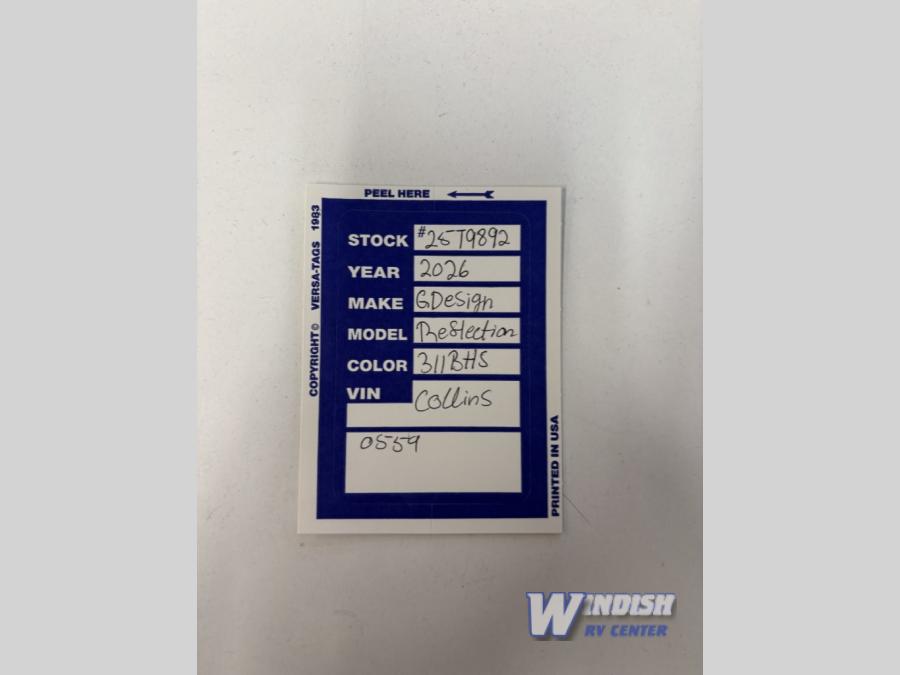 PEEL HERE
COPYRIGHT© VERSA-TAGS 1983
STOCK #25T9892
YEAR 2026
MAKE GDesign
MODEL Reflection
COLOR 311BHS
VIN Collins
0559
PRINTED IN USA
WINDISH
RV CENTER